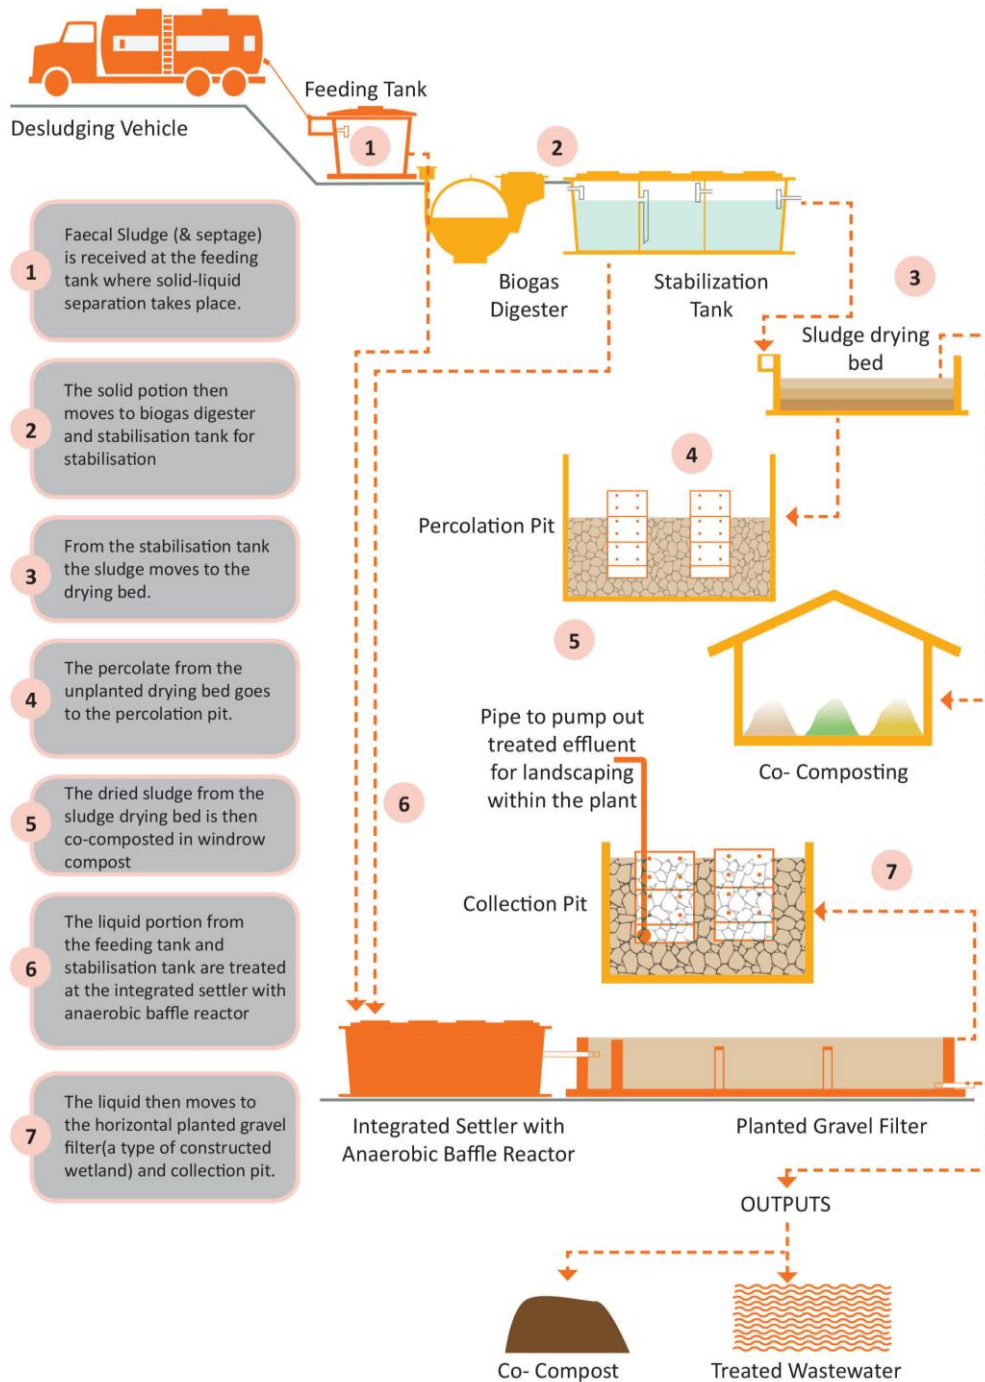 Desludging Vehicle
Feeding Tank
1
2
Biogas
Digester
Stabilization
Tank
3
Sludge drying
bed
4
Percolation Pit
5
Pipe to pump out
treated effluent
for landscaping
within the plant
Co- Composting
6
7
Collection Pit
Integrated Settler with
Anaerobic Baffle Reactor
Planted Gravel Filter
OUTPUTS
Co- Compost
Treated Wastewater
1
Faecal Sludge (& septage)
is received at the feeding
tank where solid-liquid
separation takes place.
2
The solid potion then
moves to biogas digester
and stabilisation tank for
stabilisation
3
From the stabilisation tank
the sludge moves to the
drying bed.
4
The percolate from the
unplanted drying bed goes
to the percolation pit.
5
The dried sludge from the
sludge drying bed is then
co-composted in windrow
compost
6
The liquid portion from
the feeding tank and
stabilisation tank are treated
at the integrated settler with
anaerobic baffle reactor
7
The liquid then moves to
the horizontal planted gravel
filter(a type of constructed
wetland) and collection pit.